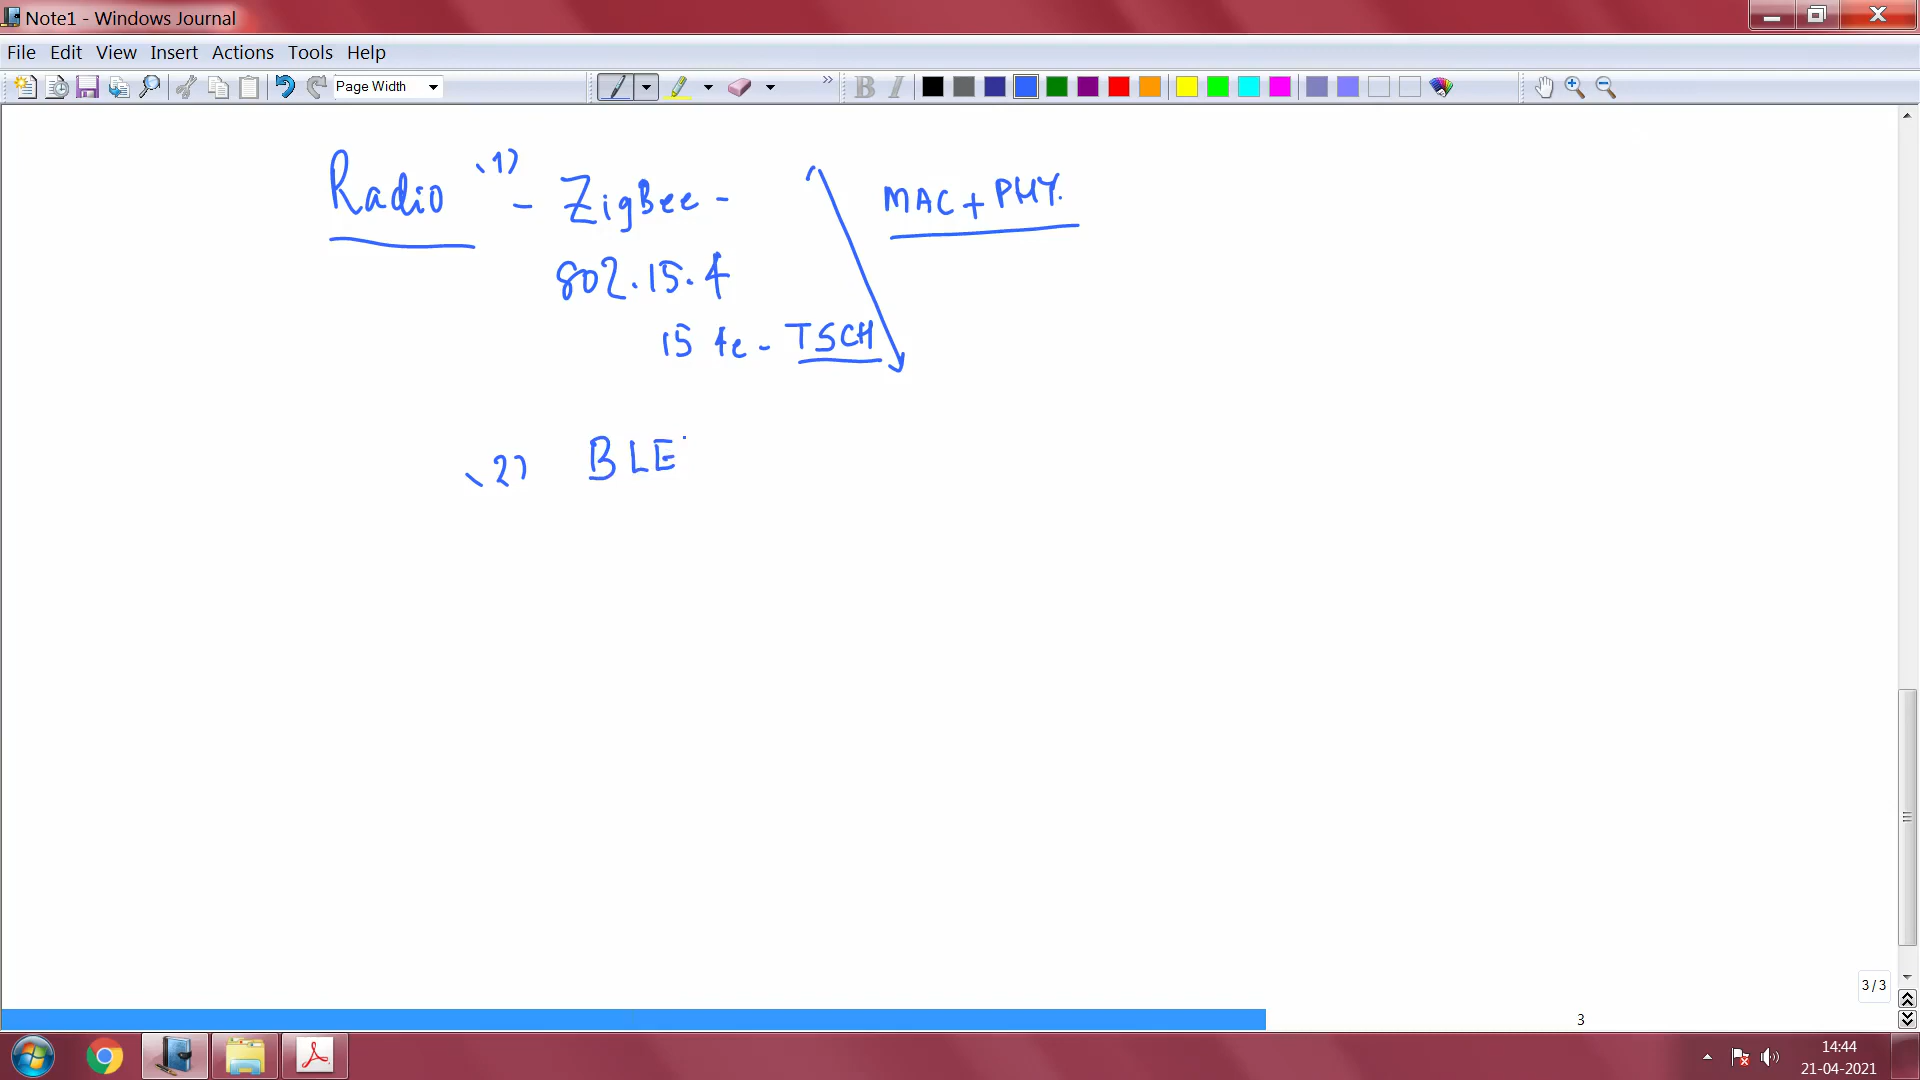 Note1 - Windows Journal
File Edit View Insert Actions Tools Help
Page Width
Radio (1) - ZigBee - MAC + PHY.
802.15.4
15 4e - TSCH
(2) BLE
3 / 3
3
14:44
21-04-2021